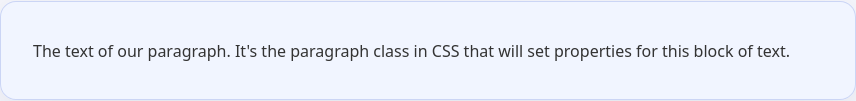 The text of our paragraph. It's the paragraph class in CSS that will set properties for this block of text.